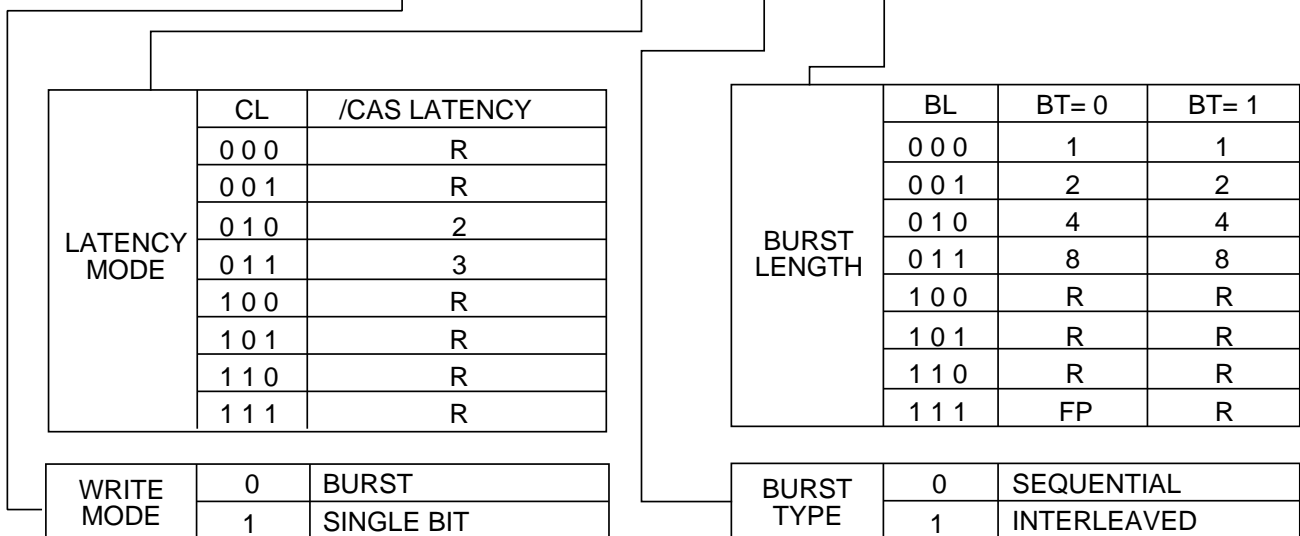 CL /CAS LATENCY
0 0 0 R
0 0 1 R
0 1 0 2
LATENCY
MODE
0 1 1 3
1 0 0 R
1 0 1 R
1 1 0 R
1 1 1 R
BL BT= 0 BT= 1
0 0 0 1 1
0 0 1 2 2
0 1 0 4 4
BURST
LENGTH
0 1 1 8 8
1 0 0 R R
1 0 1 R R
1 1 0 R R
1 1 1 FP R
WRITE
MODE
0 BURST
1 SINGLE BIT
BURST
TYPE
0 SEQUENTIAL
1 INTERLEAVED